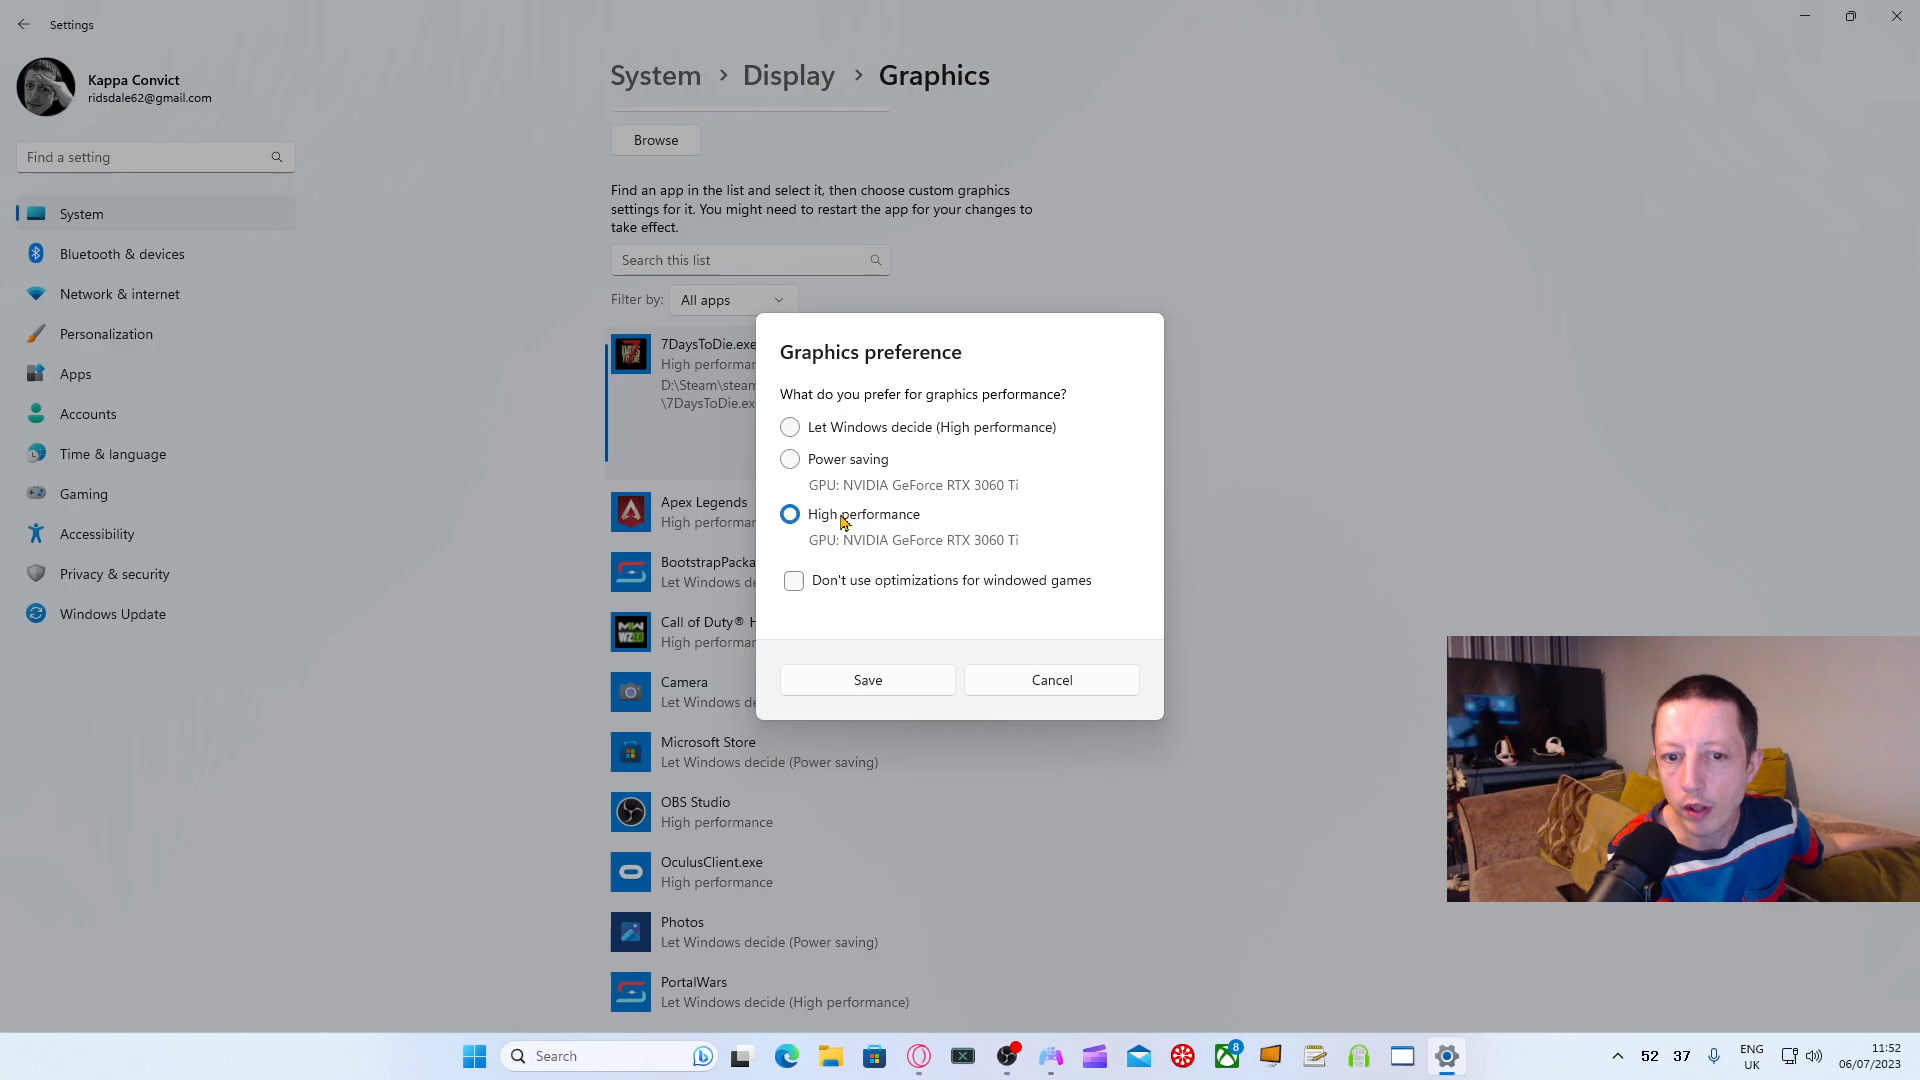 Settings
Kappa Convict
ridsdale62@gmail.com
Find a setting
System
Bluetooth & devices
Network & internet
Personalization
Apps
Accounts
Time & language
Gaming
Accessibility
Privacy & security
Windows Update
System > Display > Graphics
Browse
Find an app in the list and select it, then choose custom graphics
settings for it. You might need to restart the app for your changes to
take effect.
Search this list
Filter by: All apps
7DaysToDie.exe
High performan
D:\Steam\steam
\7DaysToDie.ex
Apex Legends
High performan
BootstrapPacka
Let Windows de
Call of Duty® H
High performan
Camera
Let Windows de
Microsoft Store
Let Windows decide (Power saving)
OBS Studio
High performance
OculusClient.exe
High performance
Photos
Let Windows decide (Power saving)
PortalWars
Let Windows decide (High performance)
Graphics preference
What do you prefer for graphics performance?
Let Windows decide (High performance)
Power saving
GPU: NVIDIA GeForce RTX 3060 Ti
High performance
GPU: NVIDIA GeForce RTX 3060 Ti
Don't use optimizations for windowed games
Save
Cancel
Search
8
52 37
ENG
UK
11:52
06/07/2023